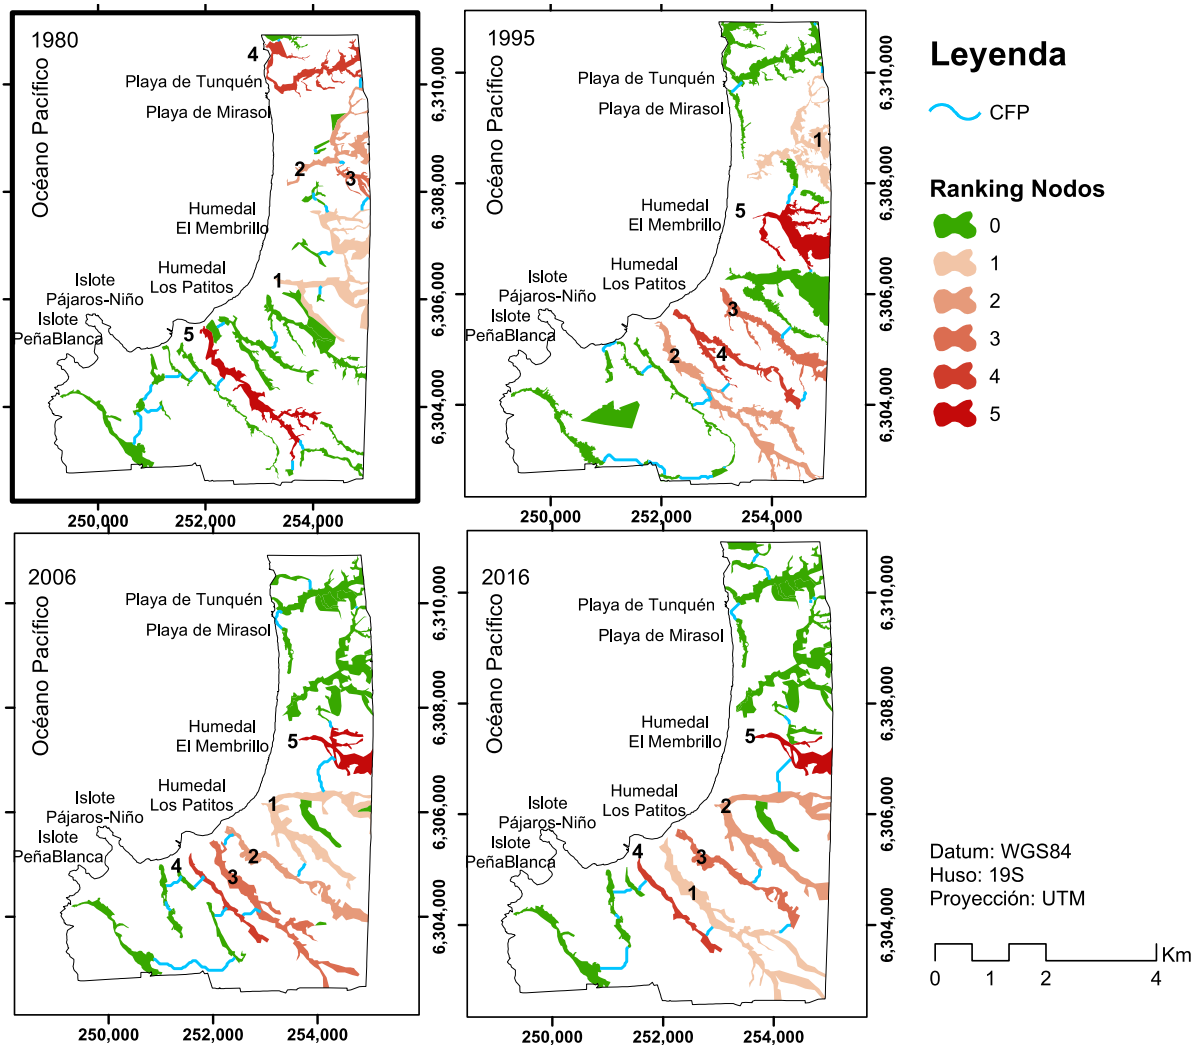 1980
4
Playa de Tunquén
Playa de Mirasol
Océano Pacífico
2
3
Humedal
El Membrillo
Humedal
Los Patitos
1
Islote
Pájaros-Niño
Islote
PeñaBlanca
5
6,310,000
6,308,000
6,306,000
6,304,000
250,000
252,000
254,000
1995
Playa de Tunquén
Playa de Mirasol
Océano Pacífico
1
Humedal
El Membrillo
5
Humedal
Los Patitos
Islote
Pájaros-Niño
Islote
PeñaBlanca
3
2
4
6,310,000
6,308,000
6,306,000
6,304,000
250,000
252,000
254,000
2006
Playa de Tunquén
Playa de Mirasol
Océano Pacífico
Humedal
El Membrillo
5
Humedal
Los Patitos
1
Islote
Pájaros-Niño
Islote
PeñaBlanca
2
4
3
6,310,000
6,308,000
6,306,000
6,304,000
250,000
252,000
254,000
2016
Playa de Tunquén
Playa de Mirasol
Océano Pacífico
Humedal
El Membrillo
5
Humedal
Los Patitos
2
Islote
Pájaros-Niño
Islote
PeñaBlanca
4
3
1
6,310,000
6,308,000
6,306,000
6,304,000
250,000
252,000
254,000
Leyenda
CFP
Ranking Nodos
0
1
2
3
4
5
Datum: WGS84
Huso: 19S
Proyección: UTM
Km
0 1 2 4